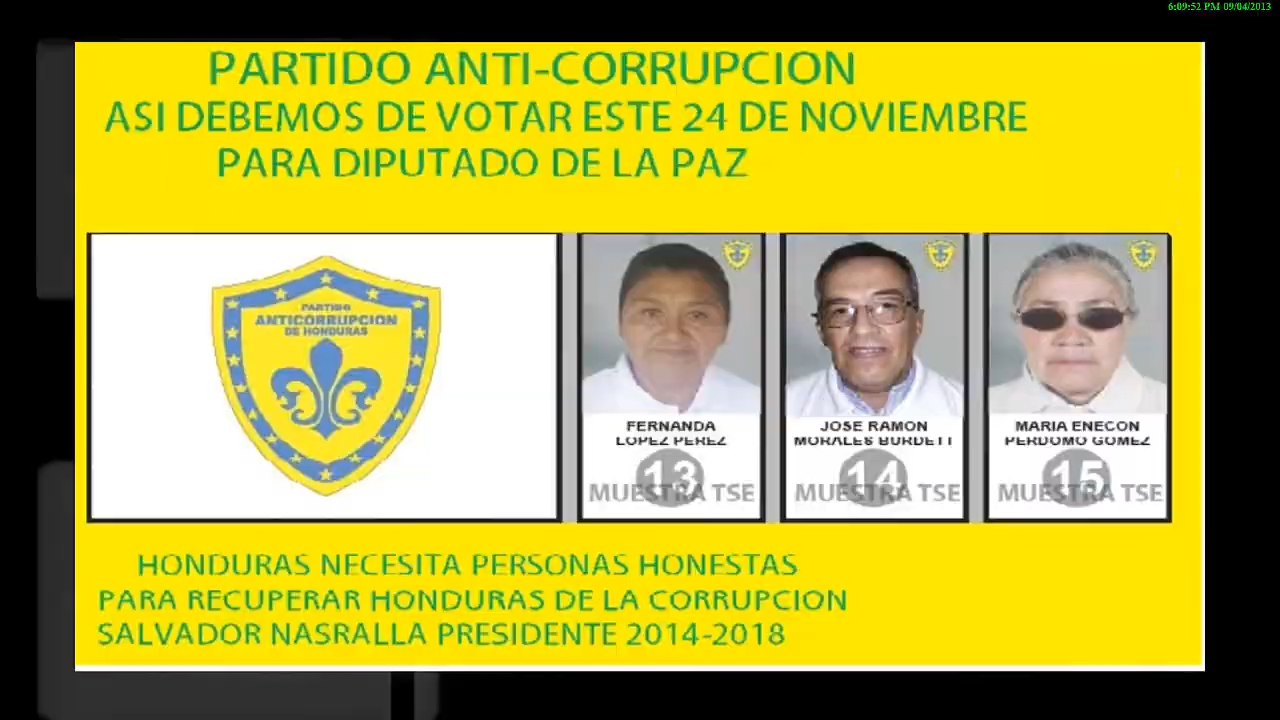 6:09:52 PM 09/04/2013
PARTIDO ANTI-CORRUPCION
ASI DEBEMOS DE VOTAR ESTE 24 DE NOVIEMBRE
PARA DIPUTADO DE LA PAZ
PARTIDO
ANTICORRUPCION
DE HONDURAS
FERNANDA
LOPEZ PEREZ
13
MUESTRA TSE
JOSE RAMON
MORALES BURDETT
14
MUESTRA TSE
MARIA ENECON
PERDOMO GOMEZ
15
MUESTRA TSE
HONDURAS NECESITA PERSONAS HONESTAS
PARA RECUPERAR HONDURAS DE LA CORRUPCION
SALVADOR NASRALLA PRESIDENTE 2014-2018